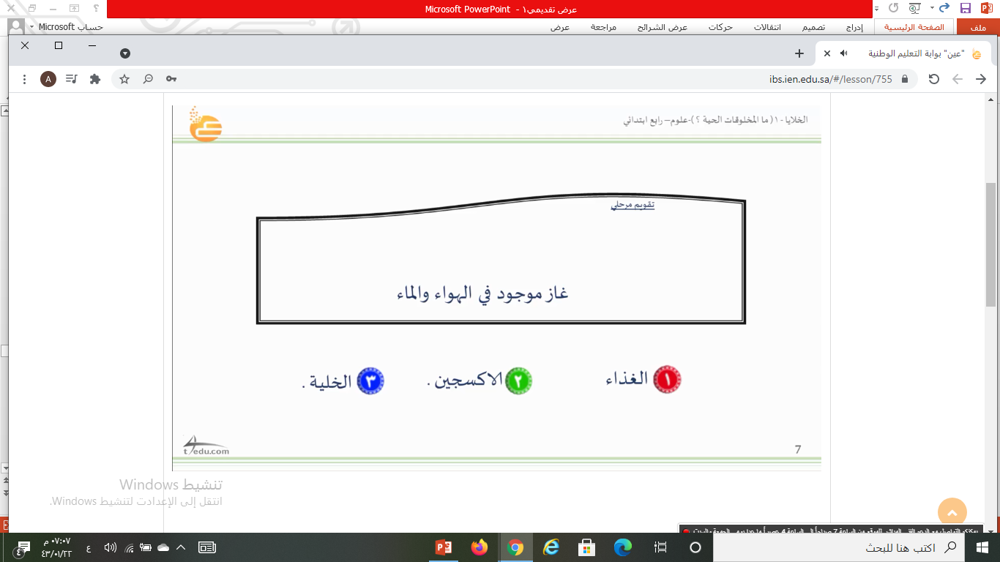 عرض تقديمي١ - Microsoft PowerPoint
ملف
الصفحة الرئيسية
إدراج
تصميم
انتقالات
حركات
عرض الشرائح
مراجعة
عرض
حساب Microsoft
"عين" بوابة التعليم الوطنية
ibs.ien.edu.sa/#/lesson/755
A
الخلايا - ١( ما المخلوقات الحية ؟ )-علوم– رابع ابتدائي
تقويم مرحلي
غاز موجود في الهواء والماء
١ الغذاء
٢ الاكسجين .
٣ الخلية .
t4edu.com
7
تنشيط Windows
انتقل إلى الإعدادت لتنشيط Windows.
اكتب هنا للبحث
ع
٠٧:٠٧ م
٤٣/٠١/٢٢
٤